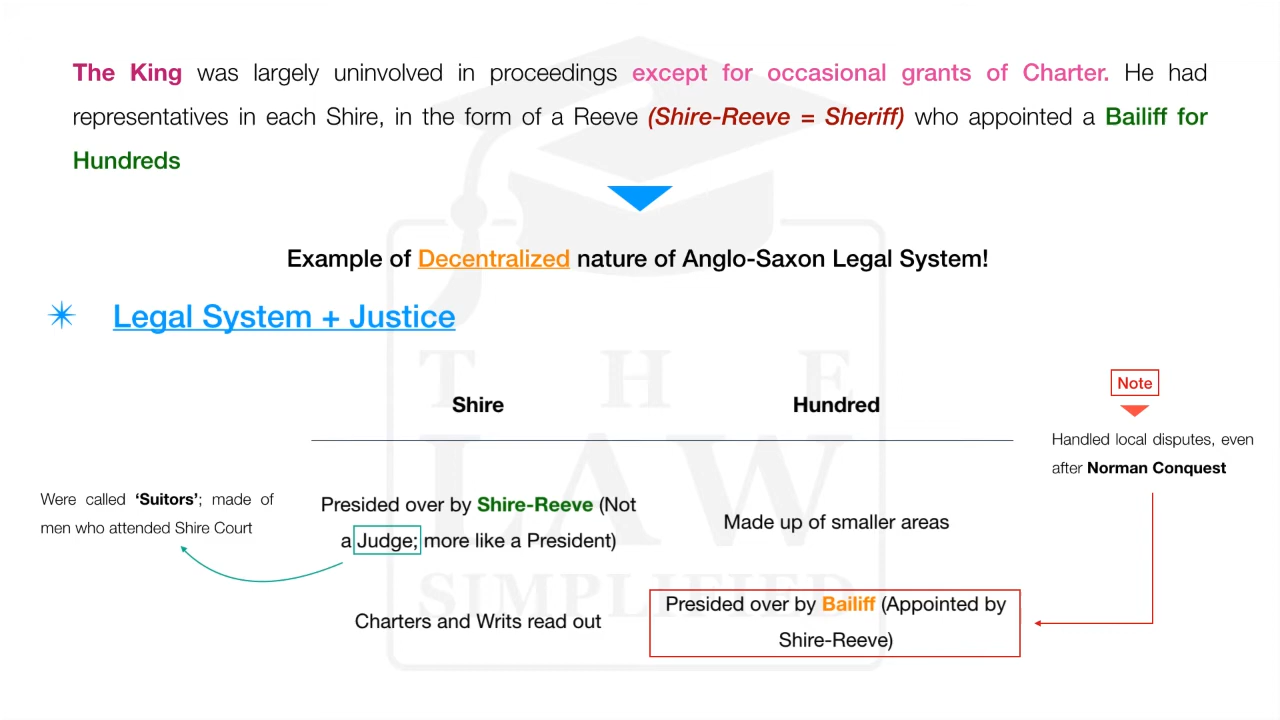 The King was largely uninvolved in proceedings except for occasional grants of Charter. He had
representatives in each Shire, in the form of a Reeve (Shire-Reeve = Sheriff) who appointed a Bailiff for
Hundreds
Example of Decentralized nature of Anglo-Saxon Legal System!
Legal System + Justice
THE
LAW
SIMPLIFIED
Shire
Hundred
Note
Handled local disputes, even
after Norman Conquest
Were called ‘Suitors’; made of
men who attended Shire Court
Presided over by Shire-Reeve (Not
a Judge; more like a President)
Made up of smaller areas
Charters and Writs read out
Presided over by Bailiff (Appointed by
Shire-Reeve)